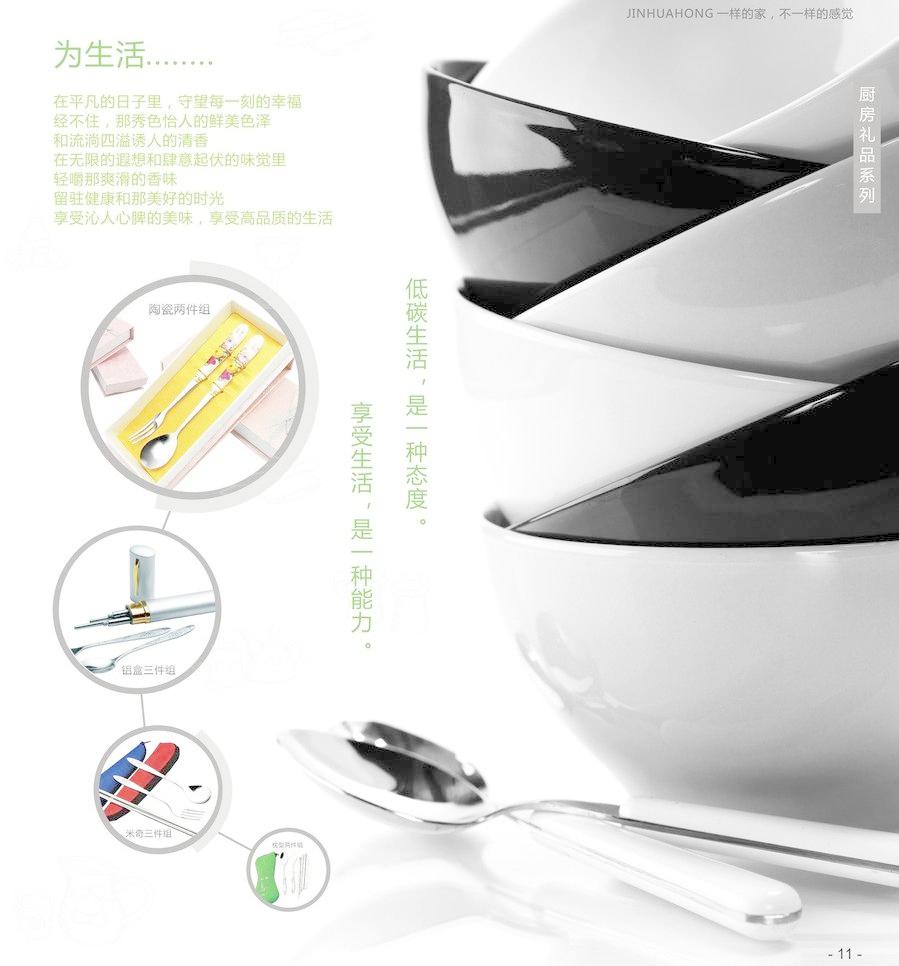 JINHUAHONG 一样的家，不一样的感觉
为生活........
在平凡的日子里，守望每一刻的幸福
经不住，那秀色怡人的鲜美色泽
和流淌四溢诱人的清香
在无限的遐想和肆意起伏的味觉里
轻嚼那爽滑的香味
留驻健康和那美好的时光
享受沁人心脾的美味，享受高品质的生活
厨房礼品系列
低碳生活，是一种态度。
享受生活，是一种能力。
陶瓷两件组
铝盒三件组
米奇三件组
- 11 -